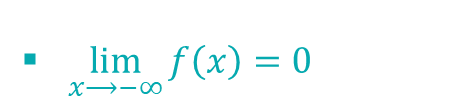 ▪ lim f(x) = 0
x⟶−∞